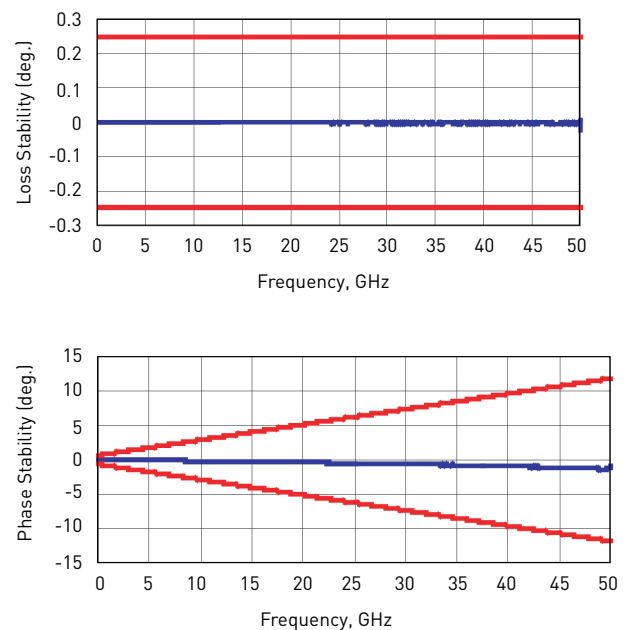 Loss Stability (deg.)
0.3
0.2
0.1
0
-0.1
-0.2
-0.3
0 5 10 15 20 25 30 35 40 45 50
Frequency, GHz
Phase Stability (deg.)
15
10
5
0
-5
-10
-15
0 5 10 15 20 25 30 35 40 45 50
Frequency, GHz